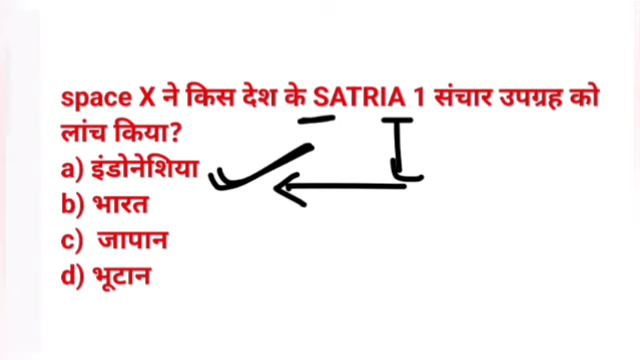 space X ने किस देश के SATRIA 1 संचार उपग्रह को
लांच किया?
a) इंडोनेशिया
b) भारत
c) जापान
d) भूटान